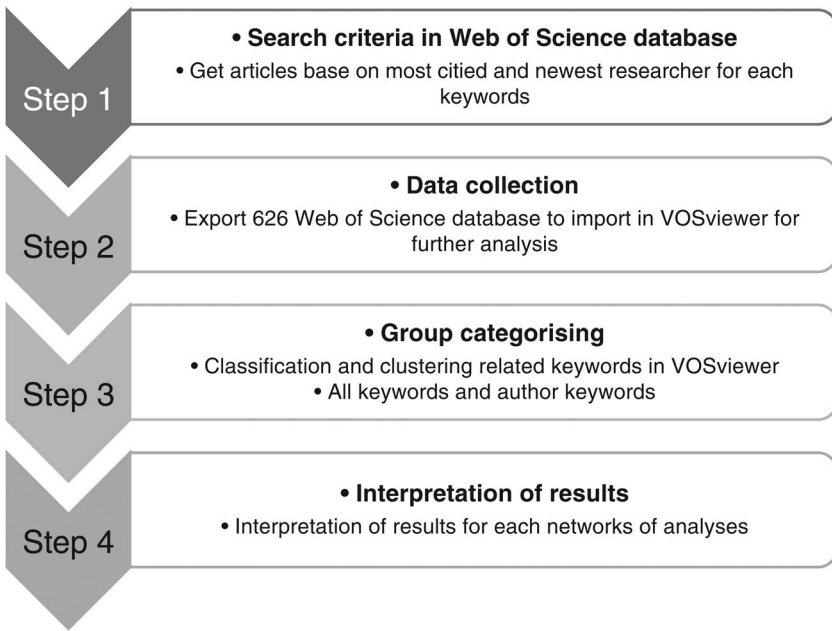 Step 1
• Search criteria in Web of Science database
• Get articles base on most citied and newest researcher for each
keywords
Step 2
• Data collection
• Export 626 Web of Science database to import in VOSviewer for
further analysis
Step 3
• Group categorising
• Classification and clustering related keywords in VOSviewer
• All keywords and author keywords
Step 4
• Interpretation of results
• Interpretation of results for each networks of analyses